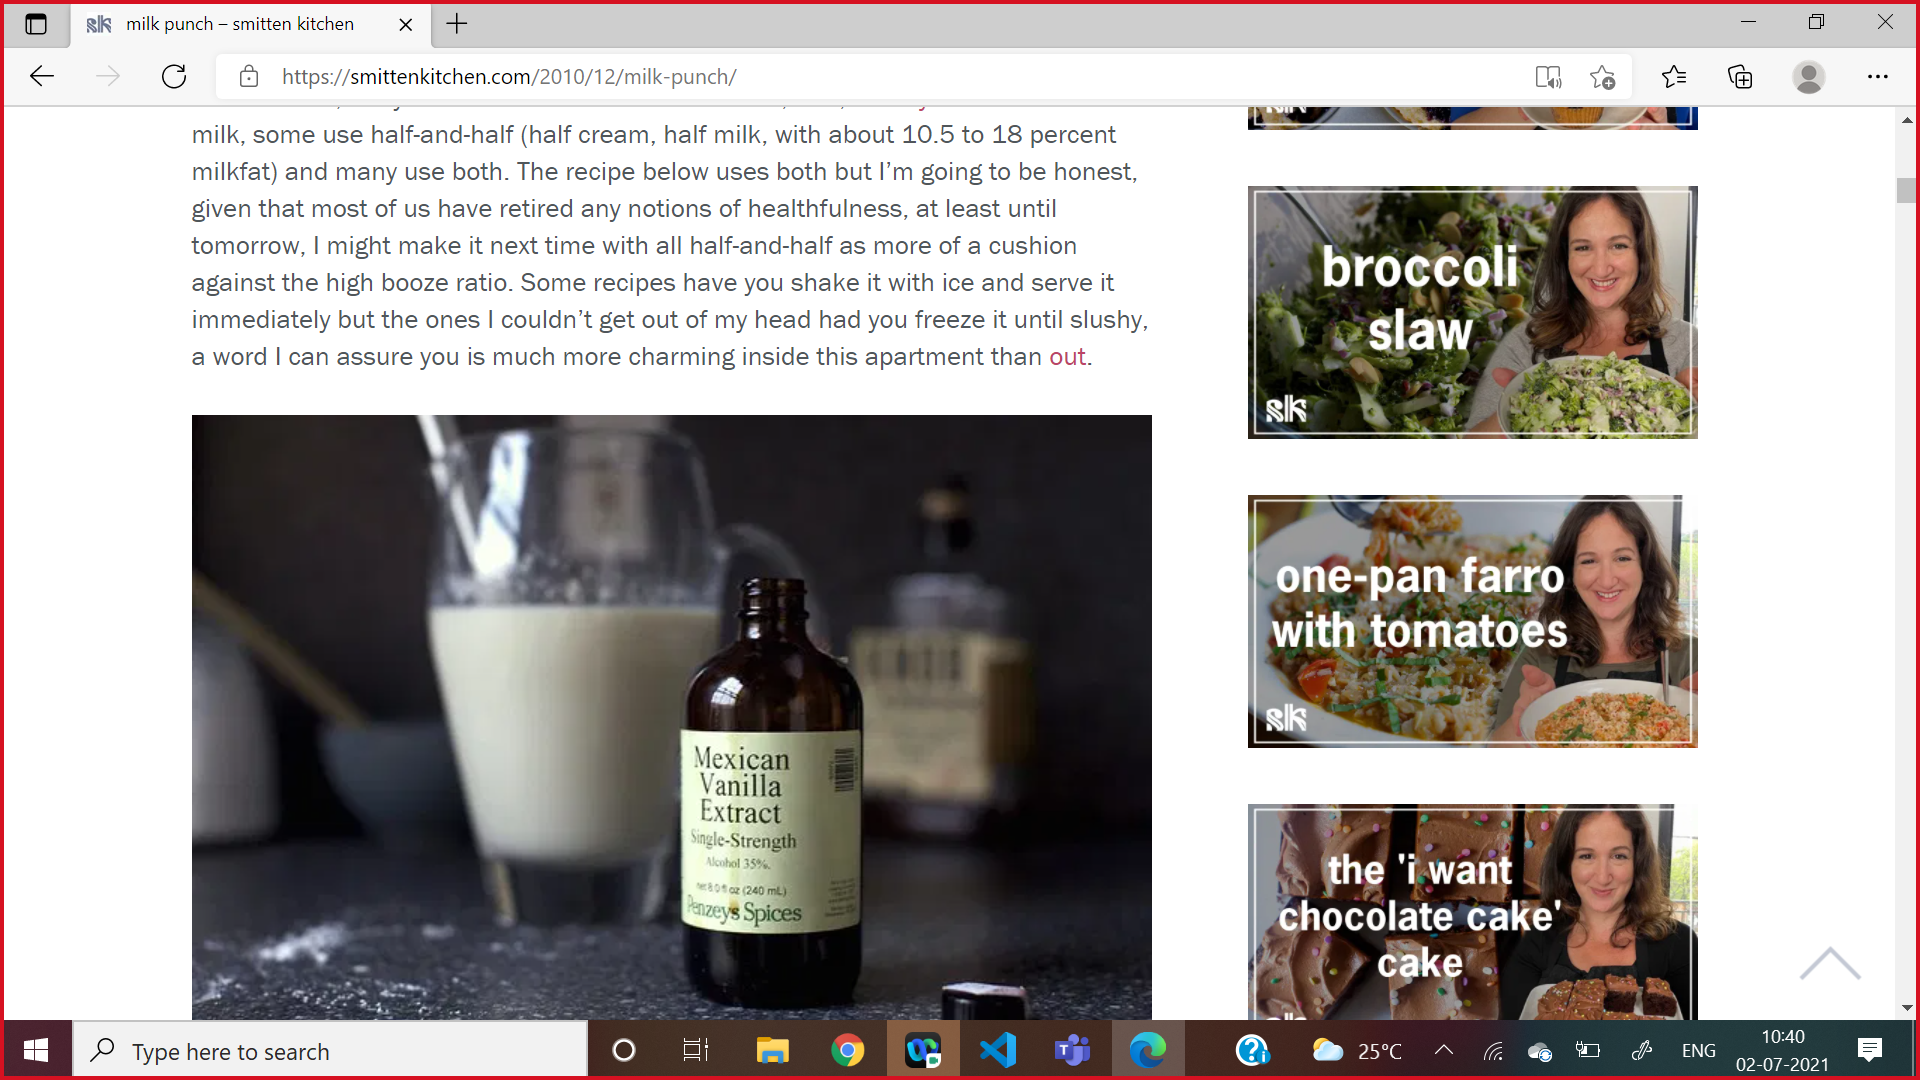 milk punch – smitten kitchen
https://smittenkitchen.com/2010/12/milk-punch/
milk, some use half-and-half (half cream, half milk, with about 10.5 to 18 percent
milkfat) and many use both. The recipe below uses both but I’m going to be honest,
given that most of us have retired any notions of healthfulness, at least until
tomorrow, I might make it next time with all half-and-half as more of a cushion
against the high booze ratio. Some recipes have you shake it with ice and serve it
immediately but the ones I couldn’t get out of my head had you freeze it until slushy,
a word I can assure you is much more charming inside this apartment than out.
Mexican
Vanilla
Extract
Single-Strength
Alcohol 35%.
net 8.0 fl oz (240 mL)
Penzeys Spices
broccoli
slaw
sk
one-pan farro
with tomatoes
sk
the 'i want
chocolate cake'
cake
Type here to search
25°C
ENG
10:40
02-07-2021